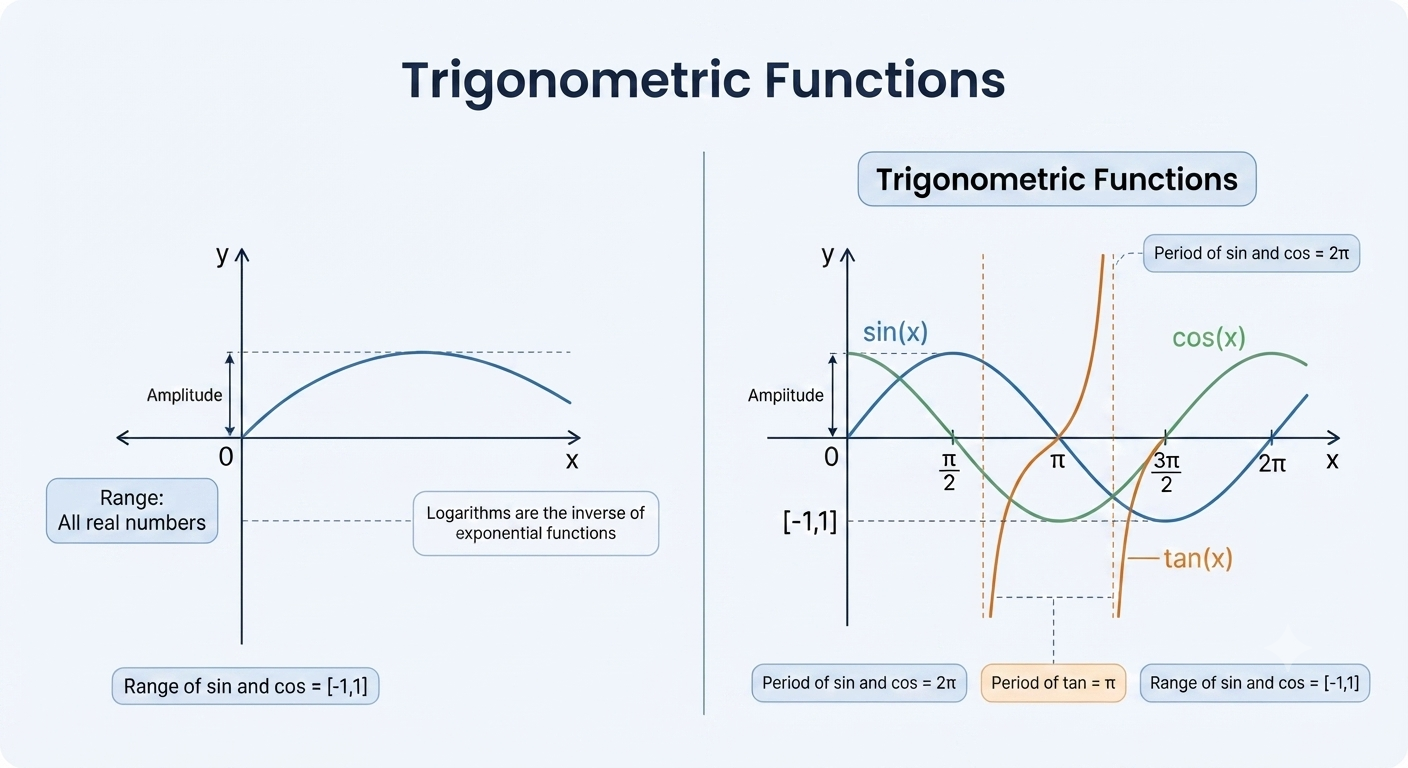 Trigonometric Functions
y
Amplitude
0
x
Range:
All real numbers
Logarithms are the inverse of
exponential functions
Range of sin and cos = [-1,1]
Trigonometric Functions
Period of sin and cos = 2π
y
sin(x)
cos(x)
Amplitude
0
π
2
π
3π
2
2π
x
[-1,1]
tan(x)
Period of sin and cos = 2π
Period of tan = π
Range of sin and cos = [-1,1]